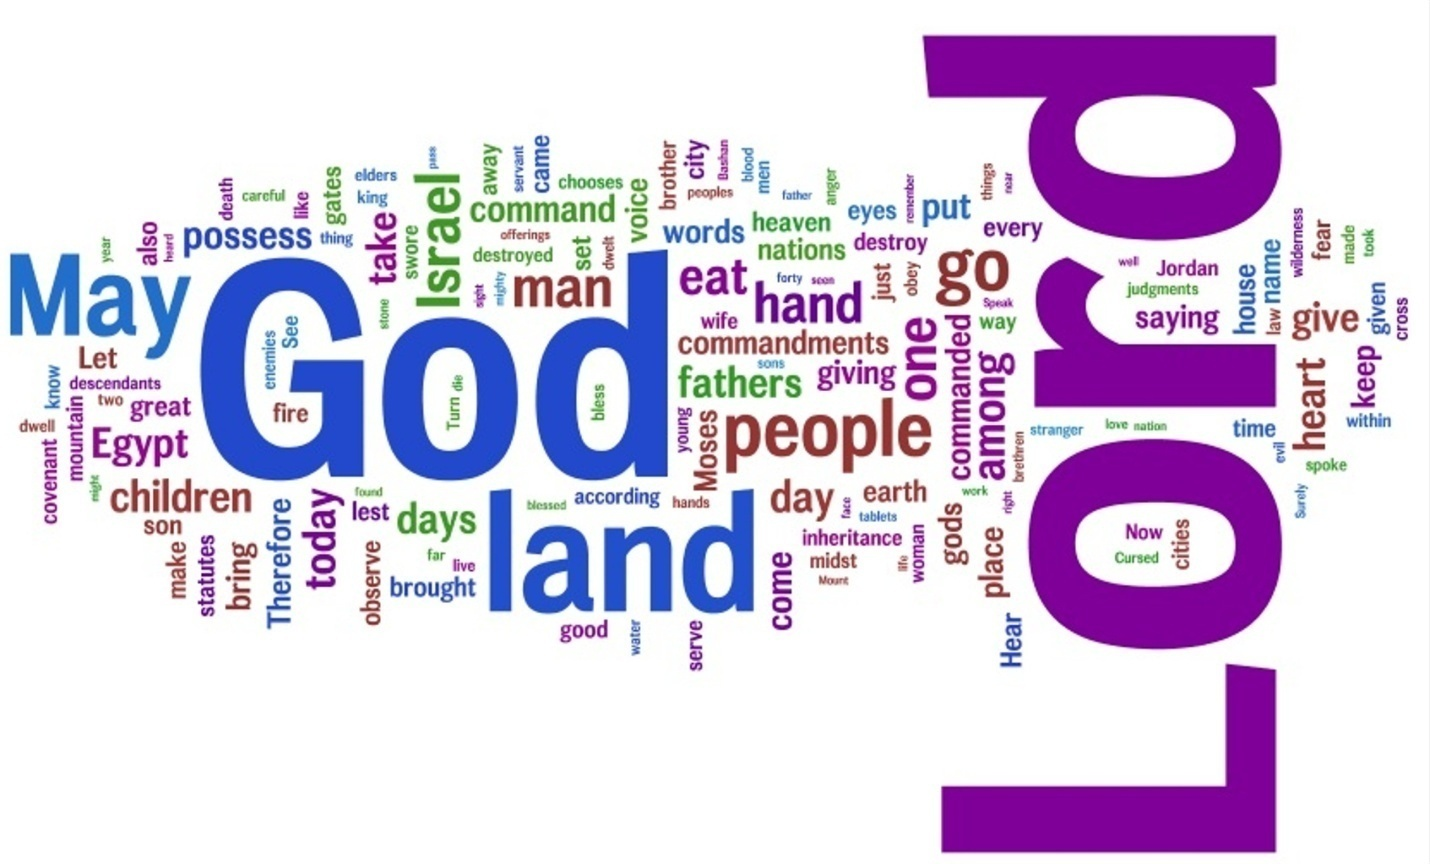 May
year
also
heard
possess
death
careful
like
gates
thing
elders
king
take
swore
stone
Israel
pass
away
servant
came
chooses
command
offerings
destroyed
set
dwelt
voice
sight
mighty
man
brother
city
Bashan
blood
men
peoples
father
anger
words
heaven
nations
eyes
remember
put
things
near
destroy
every
eat
forty
seen
hand
just
obey
go
Speak
way
wife
commandments
sons
fathers
giving
one
commanded
among
God
See
enemies
fire
Turn
die
bless
Let
know
descendants
two
great
dwell
mountain
Egypt
covenant
might
children
son
make
statutes
bring
Therefore
today
found
lest
observe
days
far
live
brought
land
blessed
according
hands
young
Moses
people
good
water
serve
day
face
earth
tablets
inheritance
midst
Mount
come
life
woman
gods
work
right
brethren
place
Hear
Lord
well
Jordan
judgments
saying
house
name
law
wilderness
fear
made
took
give
given
cross
heart
keep
within
stranger
love
nation
time
evil
spoke
Surely
Now
Cursed
cities